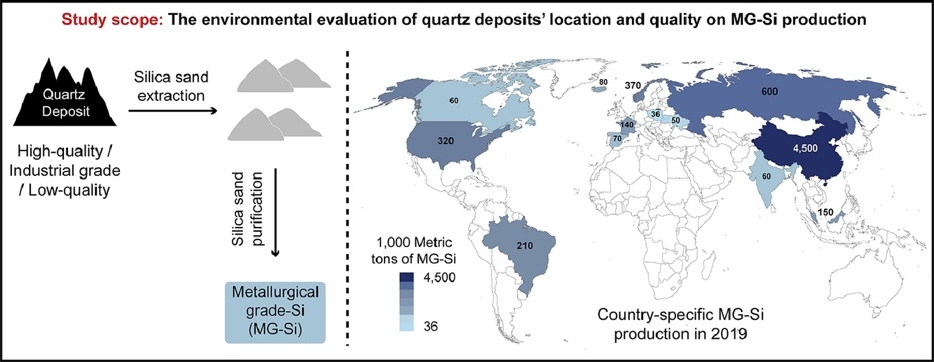 Study scope: The environmental evaluation of quartz deposits' location and quality on MG-Si production
Quartz
Deposit
High-quality /
Industrial grade
/ Low-quality
Silica sand
extraction
Silica sand
purification
Metallurgical
grade-Si
(MG-Si)
80
370
600
60
36
140
50
320
70
4,500
60
150
210
1,000 Metric
tons of MG-Si
4,500
36
Country-specific MG-Si
production in 2019